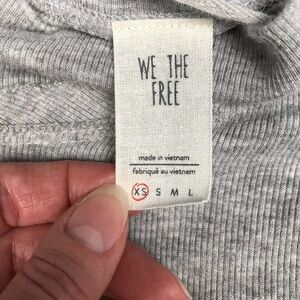 WE THE
FREE
made in vietnam
fabriqué au vietnam
XS S M L